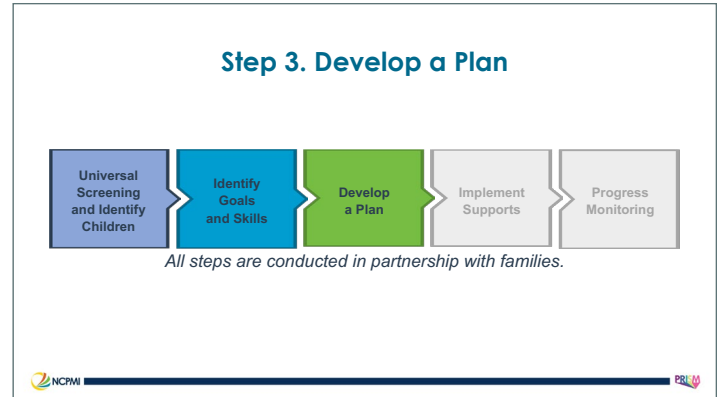 Step 3. Develop a Plan
Universal
Screening
and Identify
Children
Identify
Goals
and Skills
Develop
a Plan
Implement
Supports
Progress
Monitoring
All steps are conducted in partnership with families.
NCPMI
PRISM